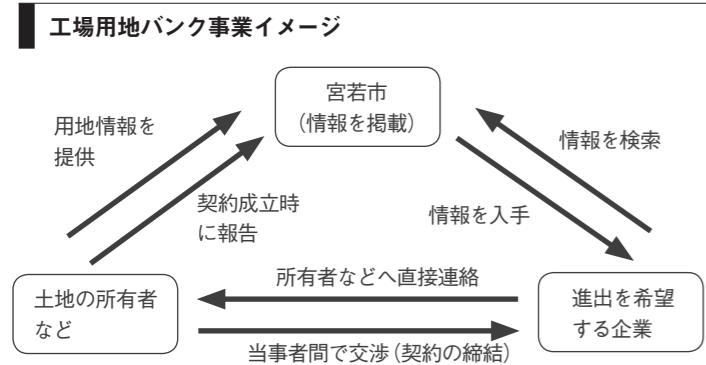 工場用地バンク事業イメージ
宮若市
（情報を掲載）
用地情報を
提供
情報を検索
契約成立時
に報告
情報を入手
所有者などへ直接連絡
土地の所有者
など
進出を希望
する企業
当事者間で交渉（契約の締結）